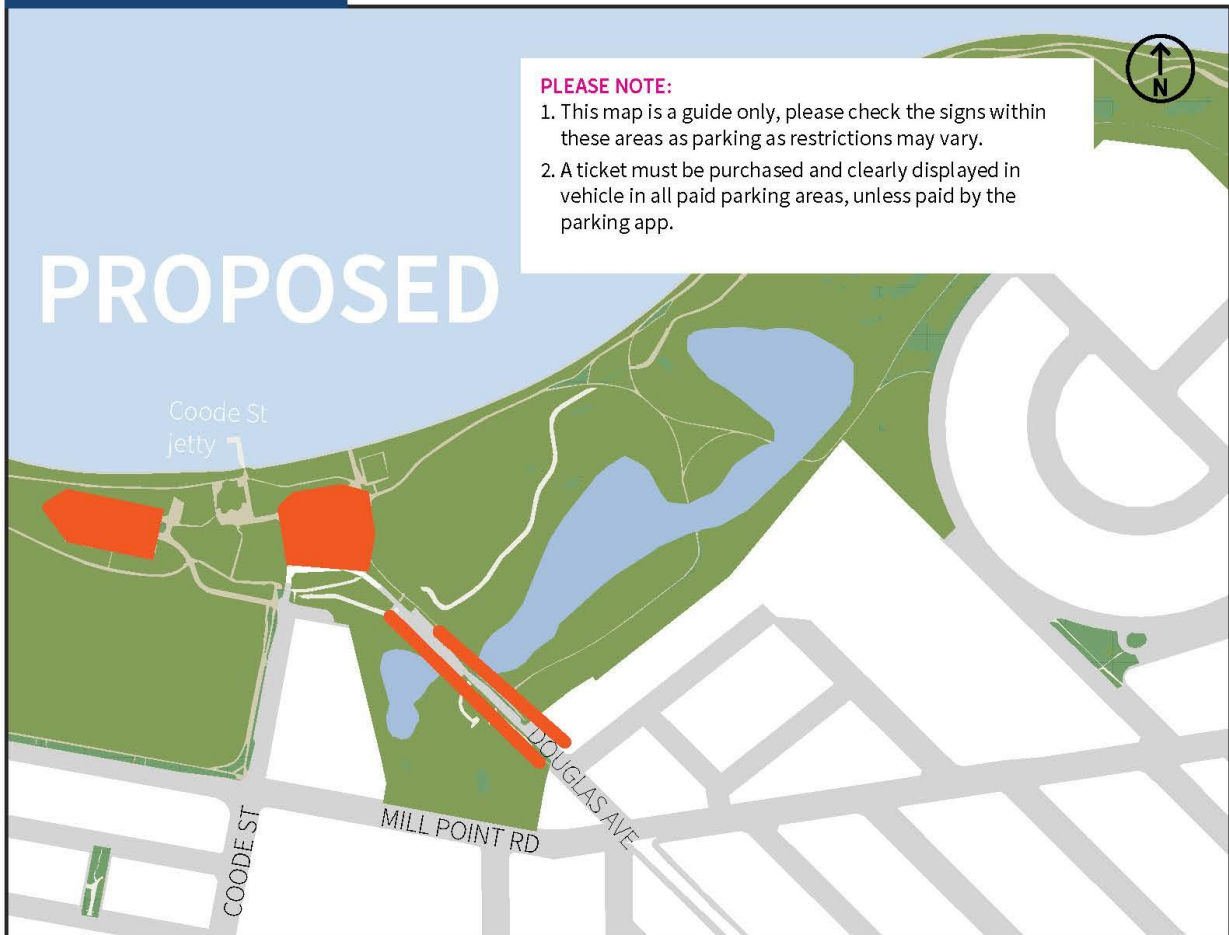 PLEASE NOTE:
1. This map is a guide only, please check the signs within
these areas as parking as restrictions may vary.
2. A ticket must be purchased and clearly displayed in
vehicle in all paid parking areas, unless paid by the
parking app.
N
PROPOSED
Coode St
jetty
DOUGLAS AVE
MILL POINT RD
COODE ST